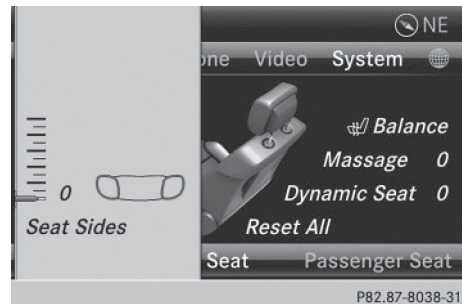 NE
one Video System
Balance
Massage 0
0
Dynamic Seat 0
Seat Sides
Reset All
Seat Passenger Seat
P82.87-8038-31